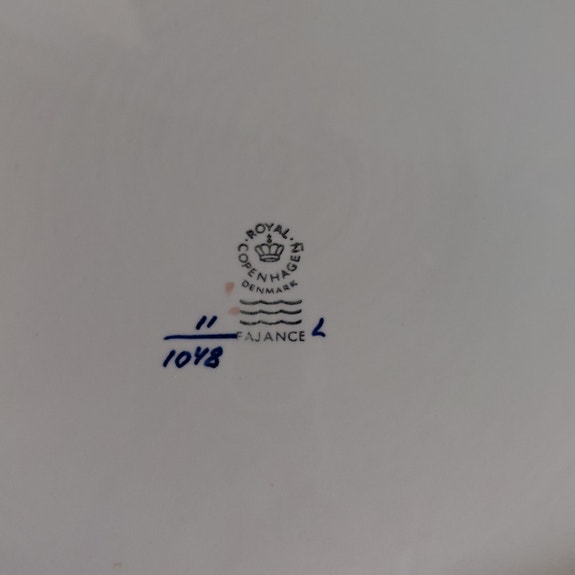 ROYAL
COPENHAGEN
DENMARK
FAJANCE L
11
1048